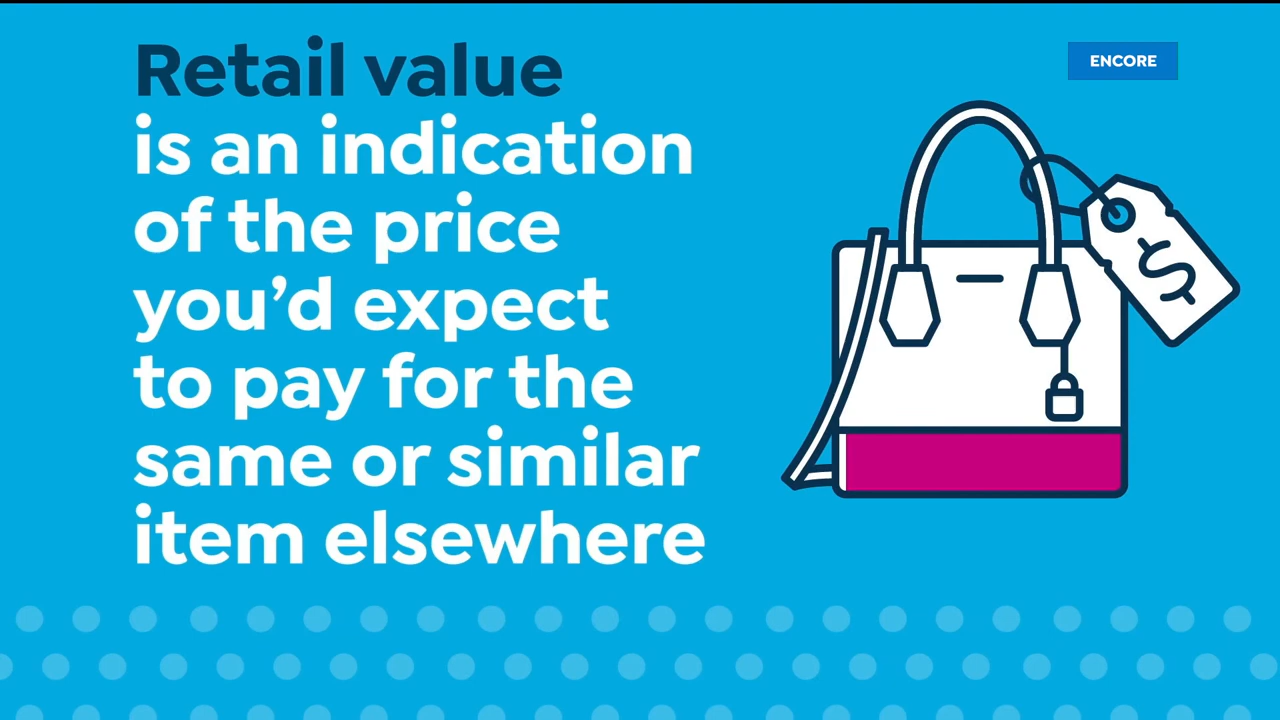 Retail value
is an indication
of the price
you’d expect
to pay for the
same or similar
item elsewhere
ENCORE
$